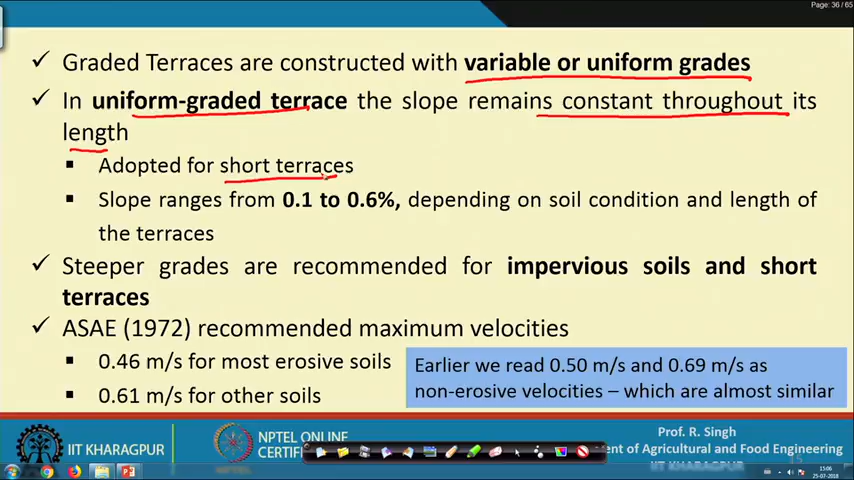 Page: 36 / 65
✓ Graded Terraces are constructed with variable or uniform grades
✓ In uniform-graded terrace the slope remains constant throughout its
length
▪ Adopted for short terraces
▪ Slope ranges from 0.1 to 0.6%, depending on soil condition and length of
the terraces
✓ Steeper grades are recommended for impervious soils and short
terraces
✓ ASAE (1972) recommended maximum velocities
▪ 0.46 m/s for most erosive soils
▪ 0.61 m/s for other soils
Earlier we read 0.50 m/s and 0.69 m/s as
non-erosive velocities – which are almost similar
IIT KHARAGPUR
NPTEL ONLINE
CERTIFIC
Prof. R. Singh
ent of Agricultural and Food Engineering
IIT KHARAGPUR
15
15:06
25-07-2018